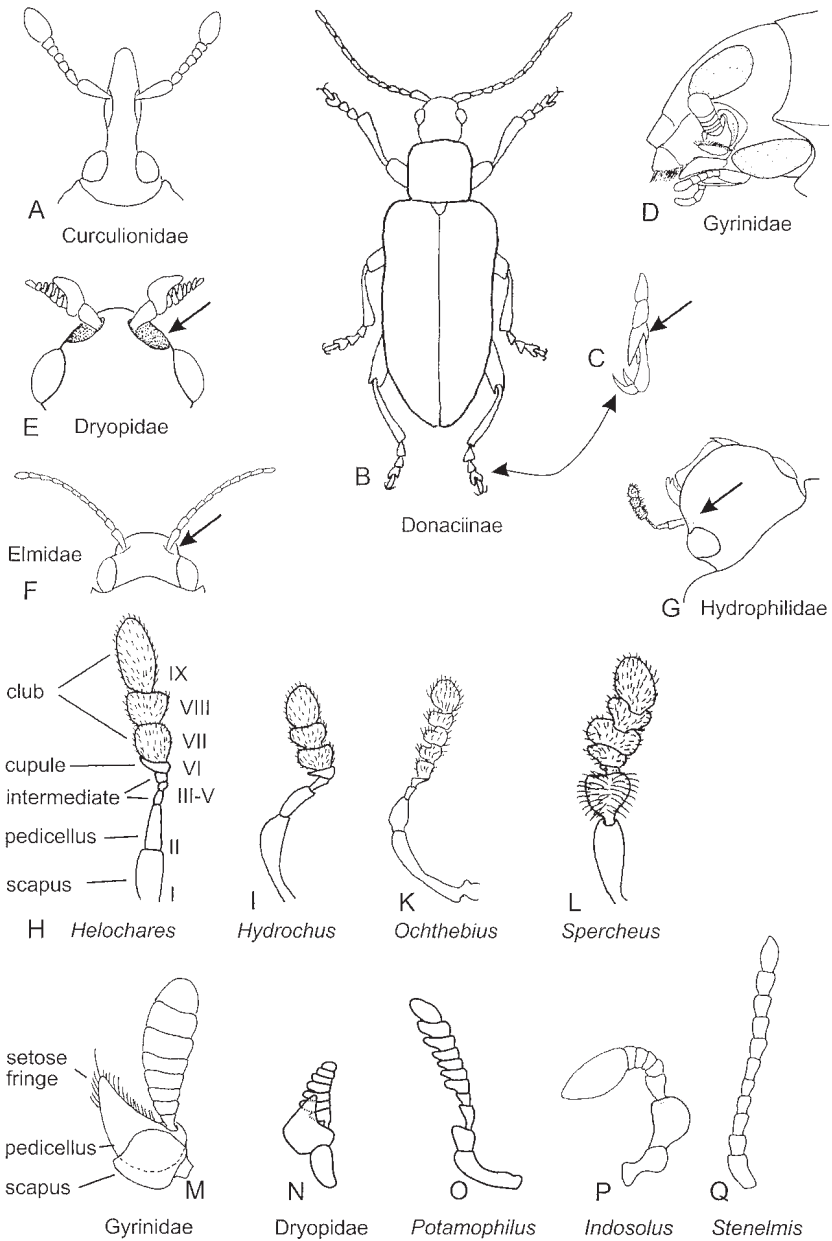 A
Curculionidae
D
Gyrinidae
E
Dryopidae
C
B
Donaciinae
Elmidae
F
G
Hydrophilidae
club
IX
VIII
VII
cupule
VI
intermediate
III-V
pedicellus
II
scapus
I
H
Helochares
I
Hydrochus
K
Ochthebius
L
Spercheus
setose
fringe
pedicellus
scapus
M
Gyrinidae
N
Dryopidae
O
Potamophilus
P
Indosolus
Q
Stenelmis